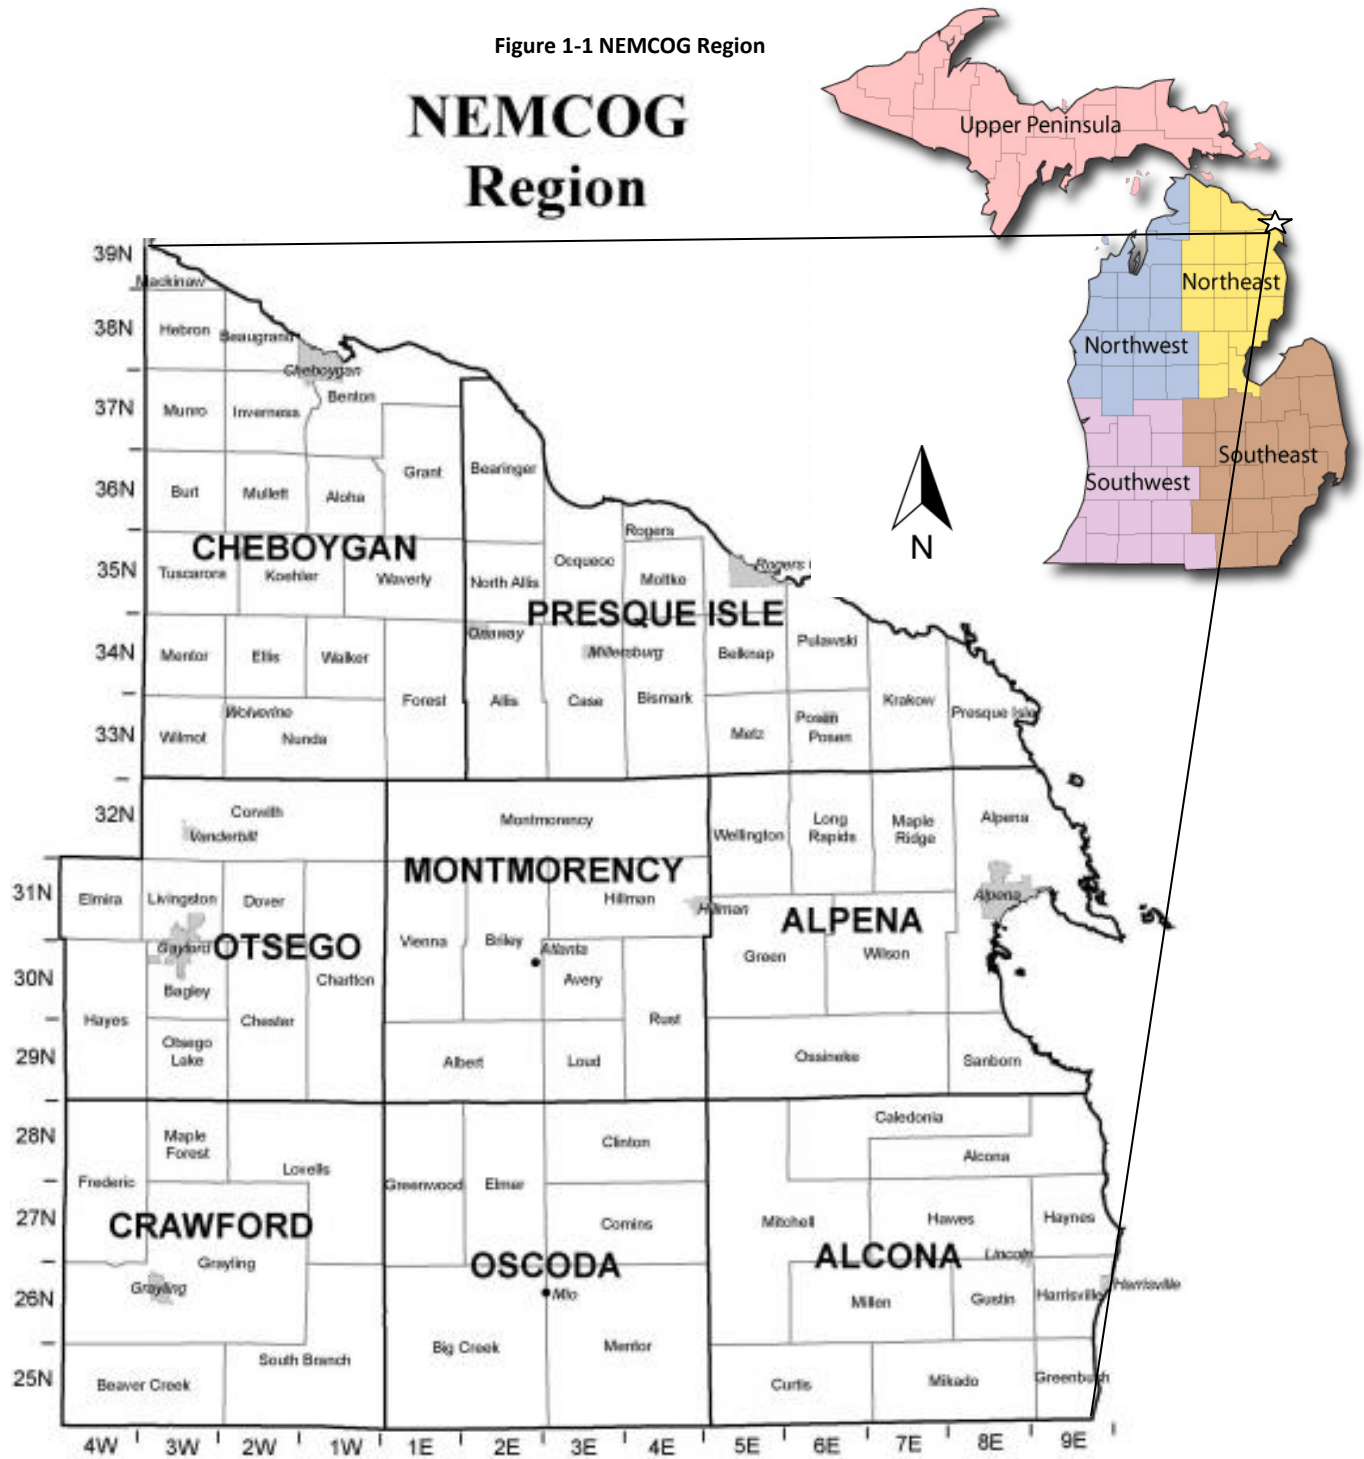 Figure 1-1 NEMCOG Region
NEMCOG
Region
Upper Peninsula
Northeast
Northwest
Southeast
Southwest
N
39N
Mackinaw
38N
Hebron
Beaugrand
Cheboygan
Benton
37N
Munro
Inverness
Grant
Bearinger
36N
Burt
Mullett
Aloha
Rogers
CHEBOYGAN
Ocqueoc
Rogers
35N
Tuscarora
Koehler
Waverly
North Allis
Moltke
PRESQUE ISLE
Onaway
Pulawski
34N
Mentor
Ellis
Walker
Millersburg
Belknap
Forest
Allis
Case
Bismark
Krakow
Presque Isle
Wolverine
Posen
33N
Wilmot
Nunda
Metz
Posen
32N
Corwith
Vanderbilt
Montmorency
Wellington
Long
Rapids
Maple
Ridge
Alpena
MONTMORENCY
31N
Elmira
Livingston
Dover
Hillman
Hillman
Alpena
ALPENA
Gaylord
OTSEGO
Vienna
Briley
Atlanta
Green
Wilson
30N
Bagley
Charlton
Avery
Hayes
Chester
Rust
29N
Otsego
Lake
Albert
Loud
Ossineke
Sanborn
28N
Maple
Forest
Lovells
Clinton
Caledonia
Alcona
Frederic
Greenwood
Elmer
27N
CRAWFORD
Comins
Mitchell
Hawes
Haynes
Grayling
OSCODA
ALCONA
Lincoln
26N
Grayling
Mio
Millen
Gustin
Harrisville
Harrisville
Big Creek
Mentor
South Branch
25N
Beaver Creek
Curtis
Mikado
Greenbush
4W 3W 2W 1W 1E 2E 3E 4E 5E 6E 7E 8E 9E